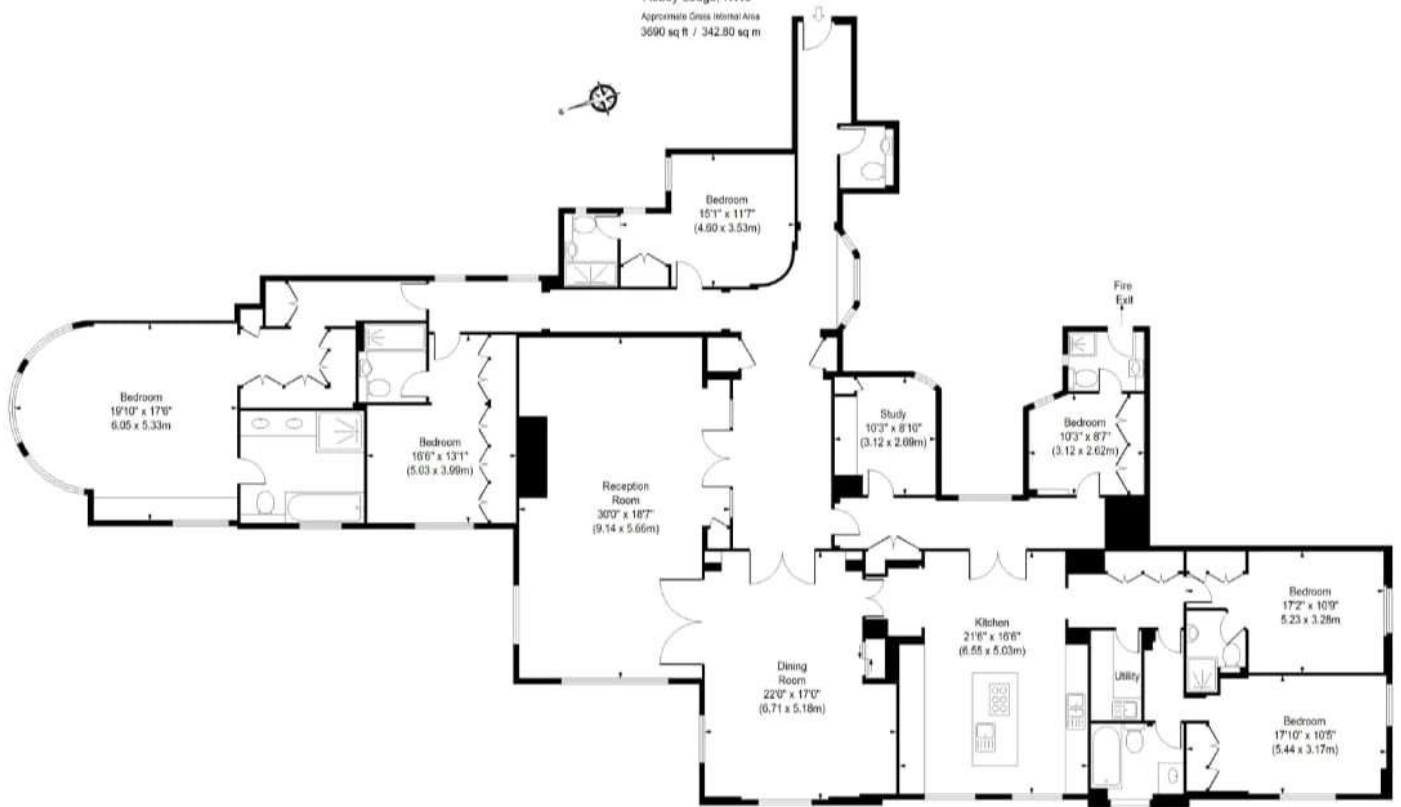 Approximate Gross Internal Area
3690 sq ft / 342.80 sq m
Bedroom
15'1" x 11'7"
(4.60 x 3.53m)
Fire
Exit
Bedroom
19'10" x 17'6"
6.05 x 5.33m
Bedroom
16'6" x 13'1"
(5.03 x 3.99m)
Reception
Room
30'0" x 18'7"
(9.14 x 5.66m)
Study
10'3" x 8'10"
(3.12 x 2.69m)
Bedroom
10'3" x 8'7"
(3.12 x 2.62m)
Dining
Room
22'0" x 17'0"
(6.71 x 5.18m)
Kitchen
21'6" x 16'6"
(6.55 x 5.03m)
Utility
Bedroom
17'2" x 10'9"
5.23 x 3.28m
Bedroom
17'10" x 10'5"
(5.44 x 3.17m)